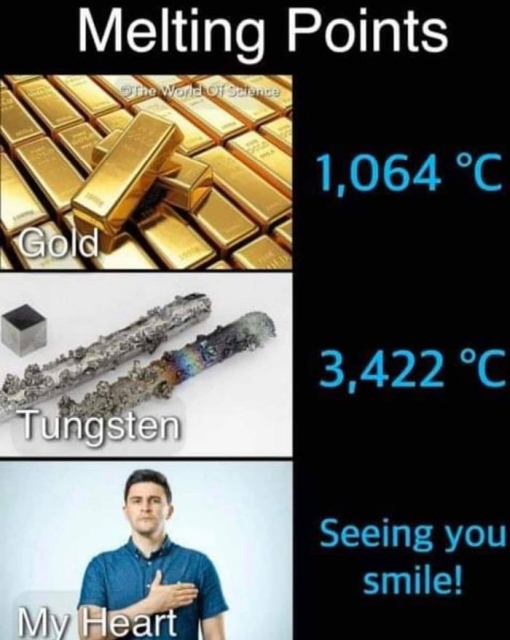 Melting Points
©The World Of Science
Gold
1,064 °C
Tungsten
3,422 °C
My Heart
Seeing you
smile!